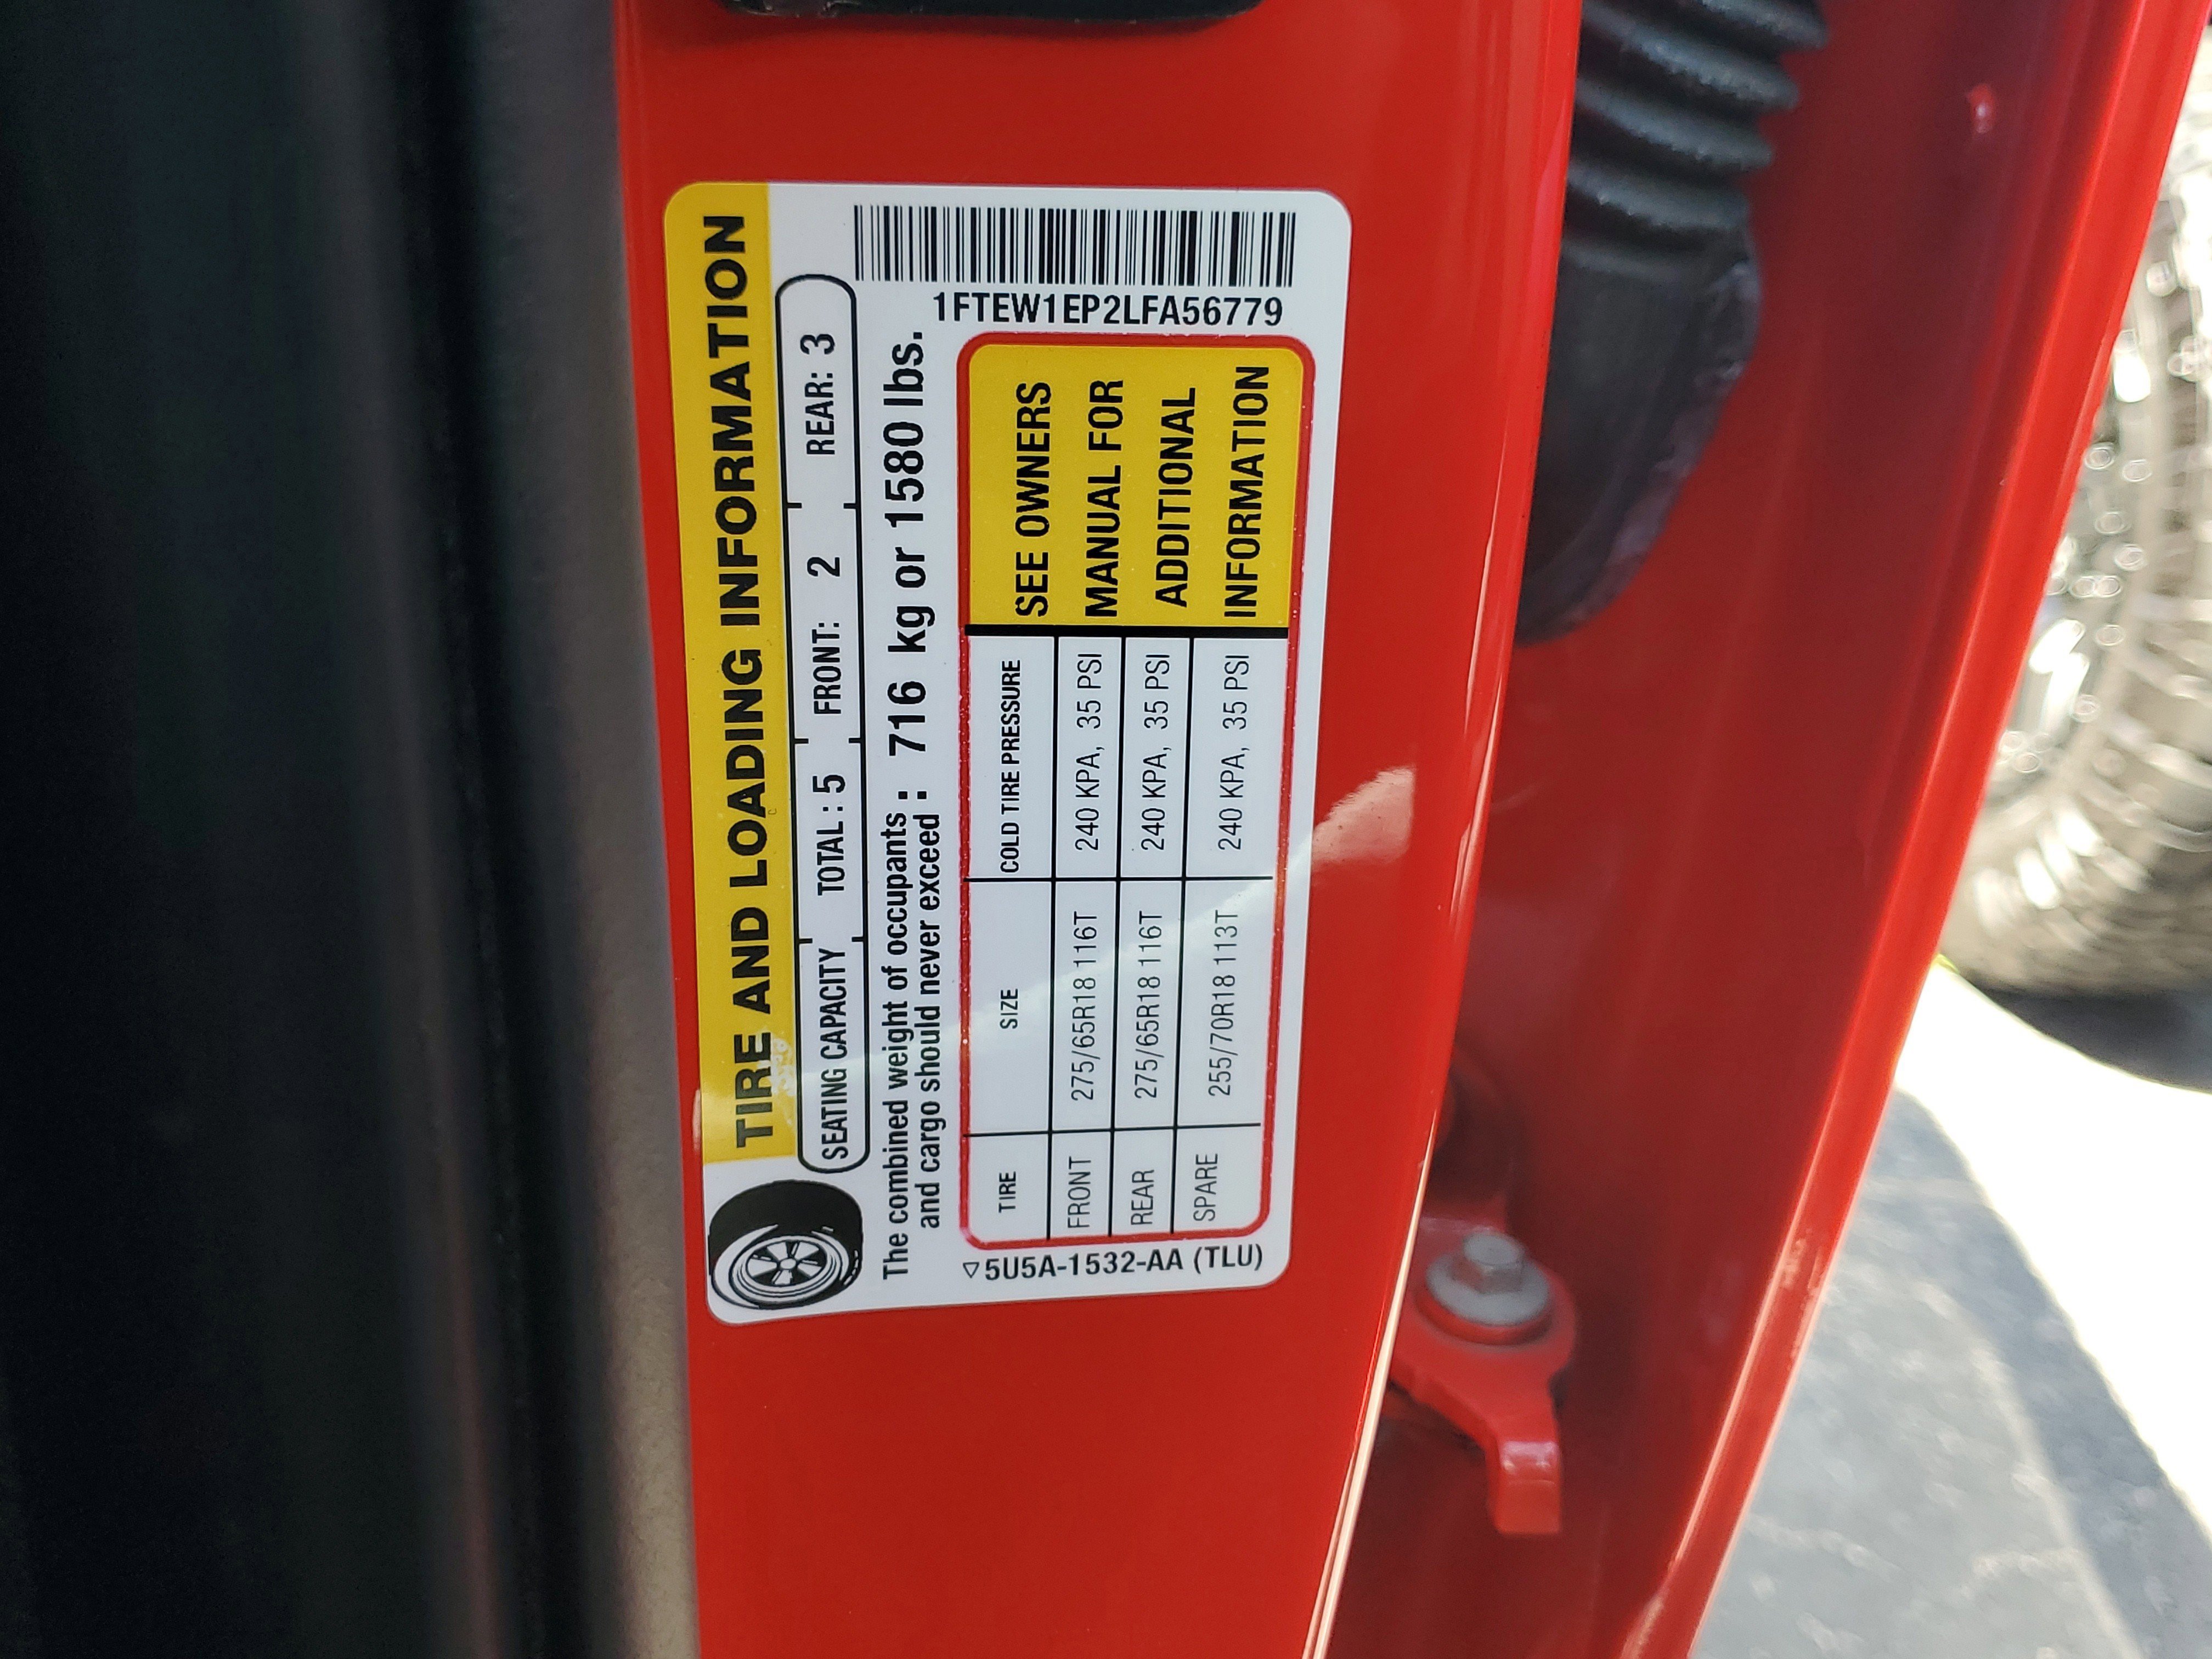 TIRE AND LOADING INFORMATION
SEATING CAPACITY TOTAL : 5 FRONT: 2 REAR: 3
The combined weight of occupants
and cargo should never exceed : 716 kg or 1580 lbs.
TIRE SIZE COLD TIRE PRESSURE
FRONT 275/65R18 116T 240 KPA, 35 PSI
REAR 275/65R18 116T 240 KPA, 35 PSI
SPARE 255/70R18 113T 240 KPA, 35 PSI
SEE OWNERS
MANUAL FOR
ADDITIONAL
INFORMATION
1FTEW1EP2LFA56779
5U5A-1532-AA (TLU)